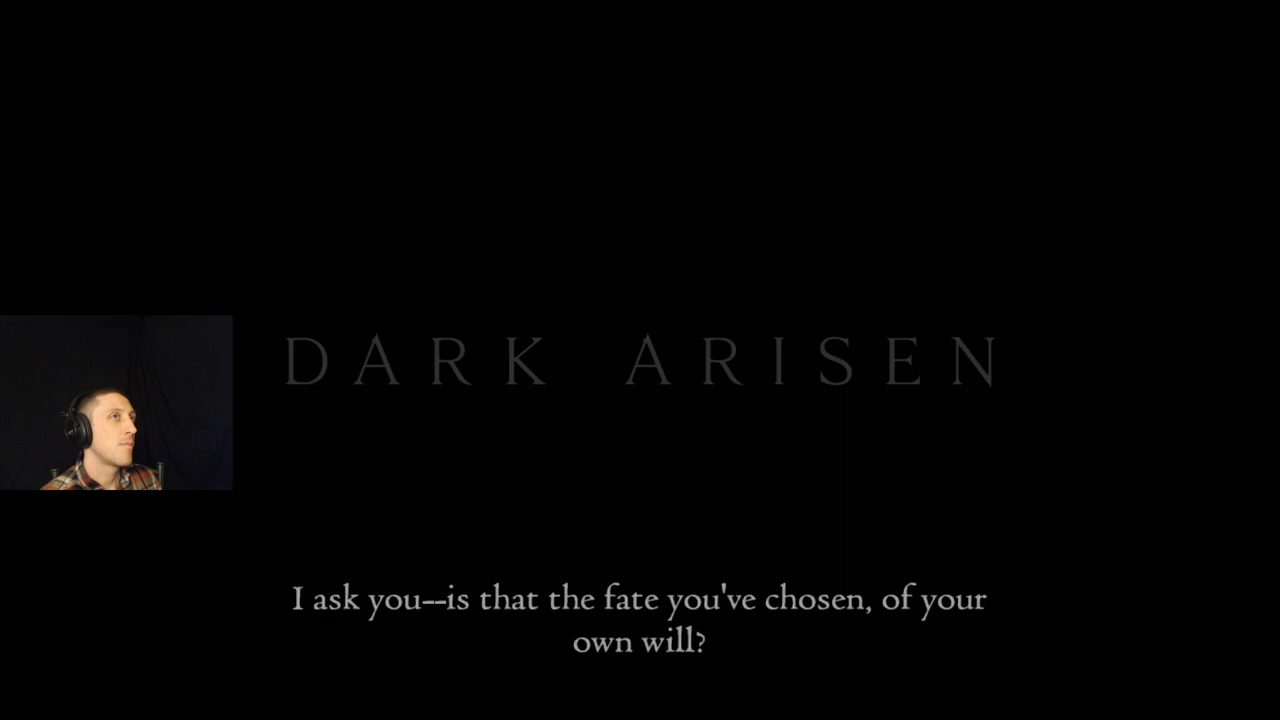 DARK ARISEN
I ask you--is that the fate you've chosen, of your
own will?